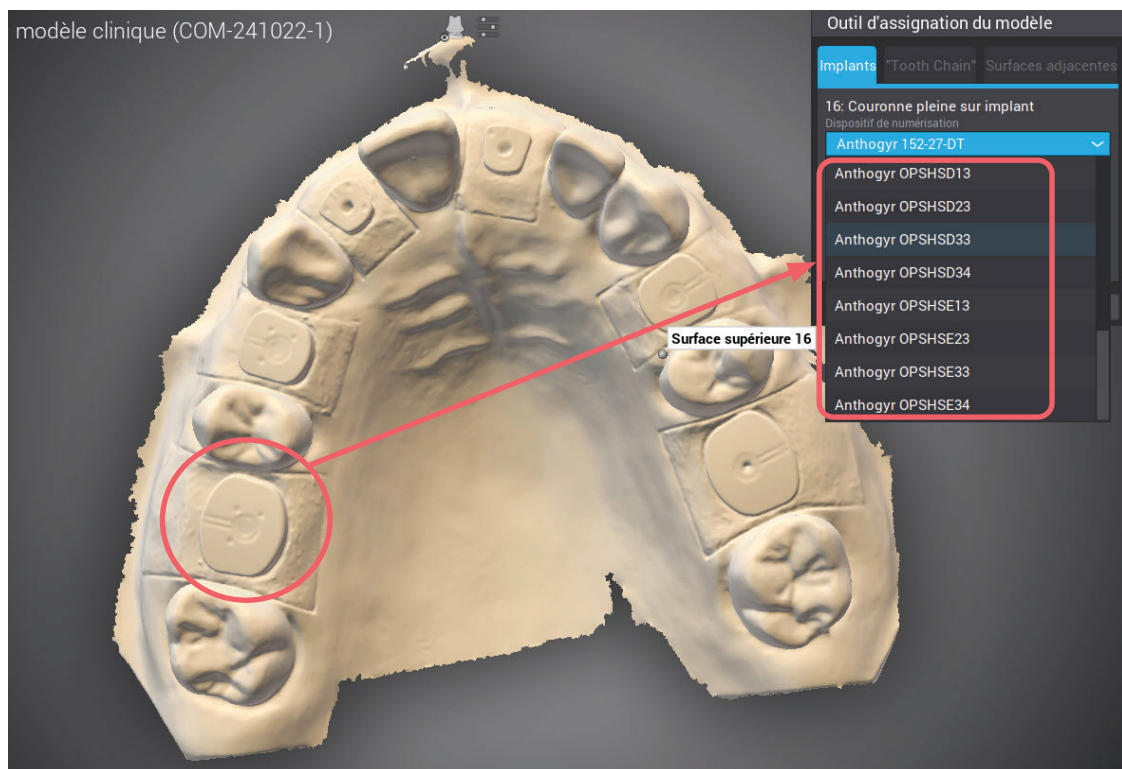 modèle clinique (COM-241022-1)
Outil d'assignation du modèle
Implants "Tooth Chain" Surfaces adjacentes
16: Couronne pleine sur implant
Dispositif de numérisation
Anthogyr 152-27-DT
Anthogyr OPSHSD13
Anthogyr OPSHSD23
Anthogyr OPSHSD33
Anthogyr OPSHSD34
Anthogyr OPSHSE13
Anthogyr OPSHSE23
Anthogyr OPSHSE33
Anthogyr OPSHSE34
Surface supérieure 16